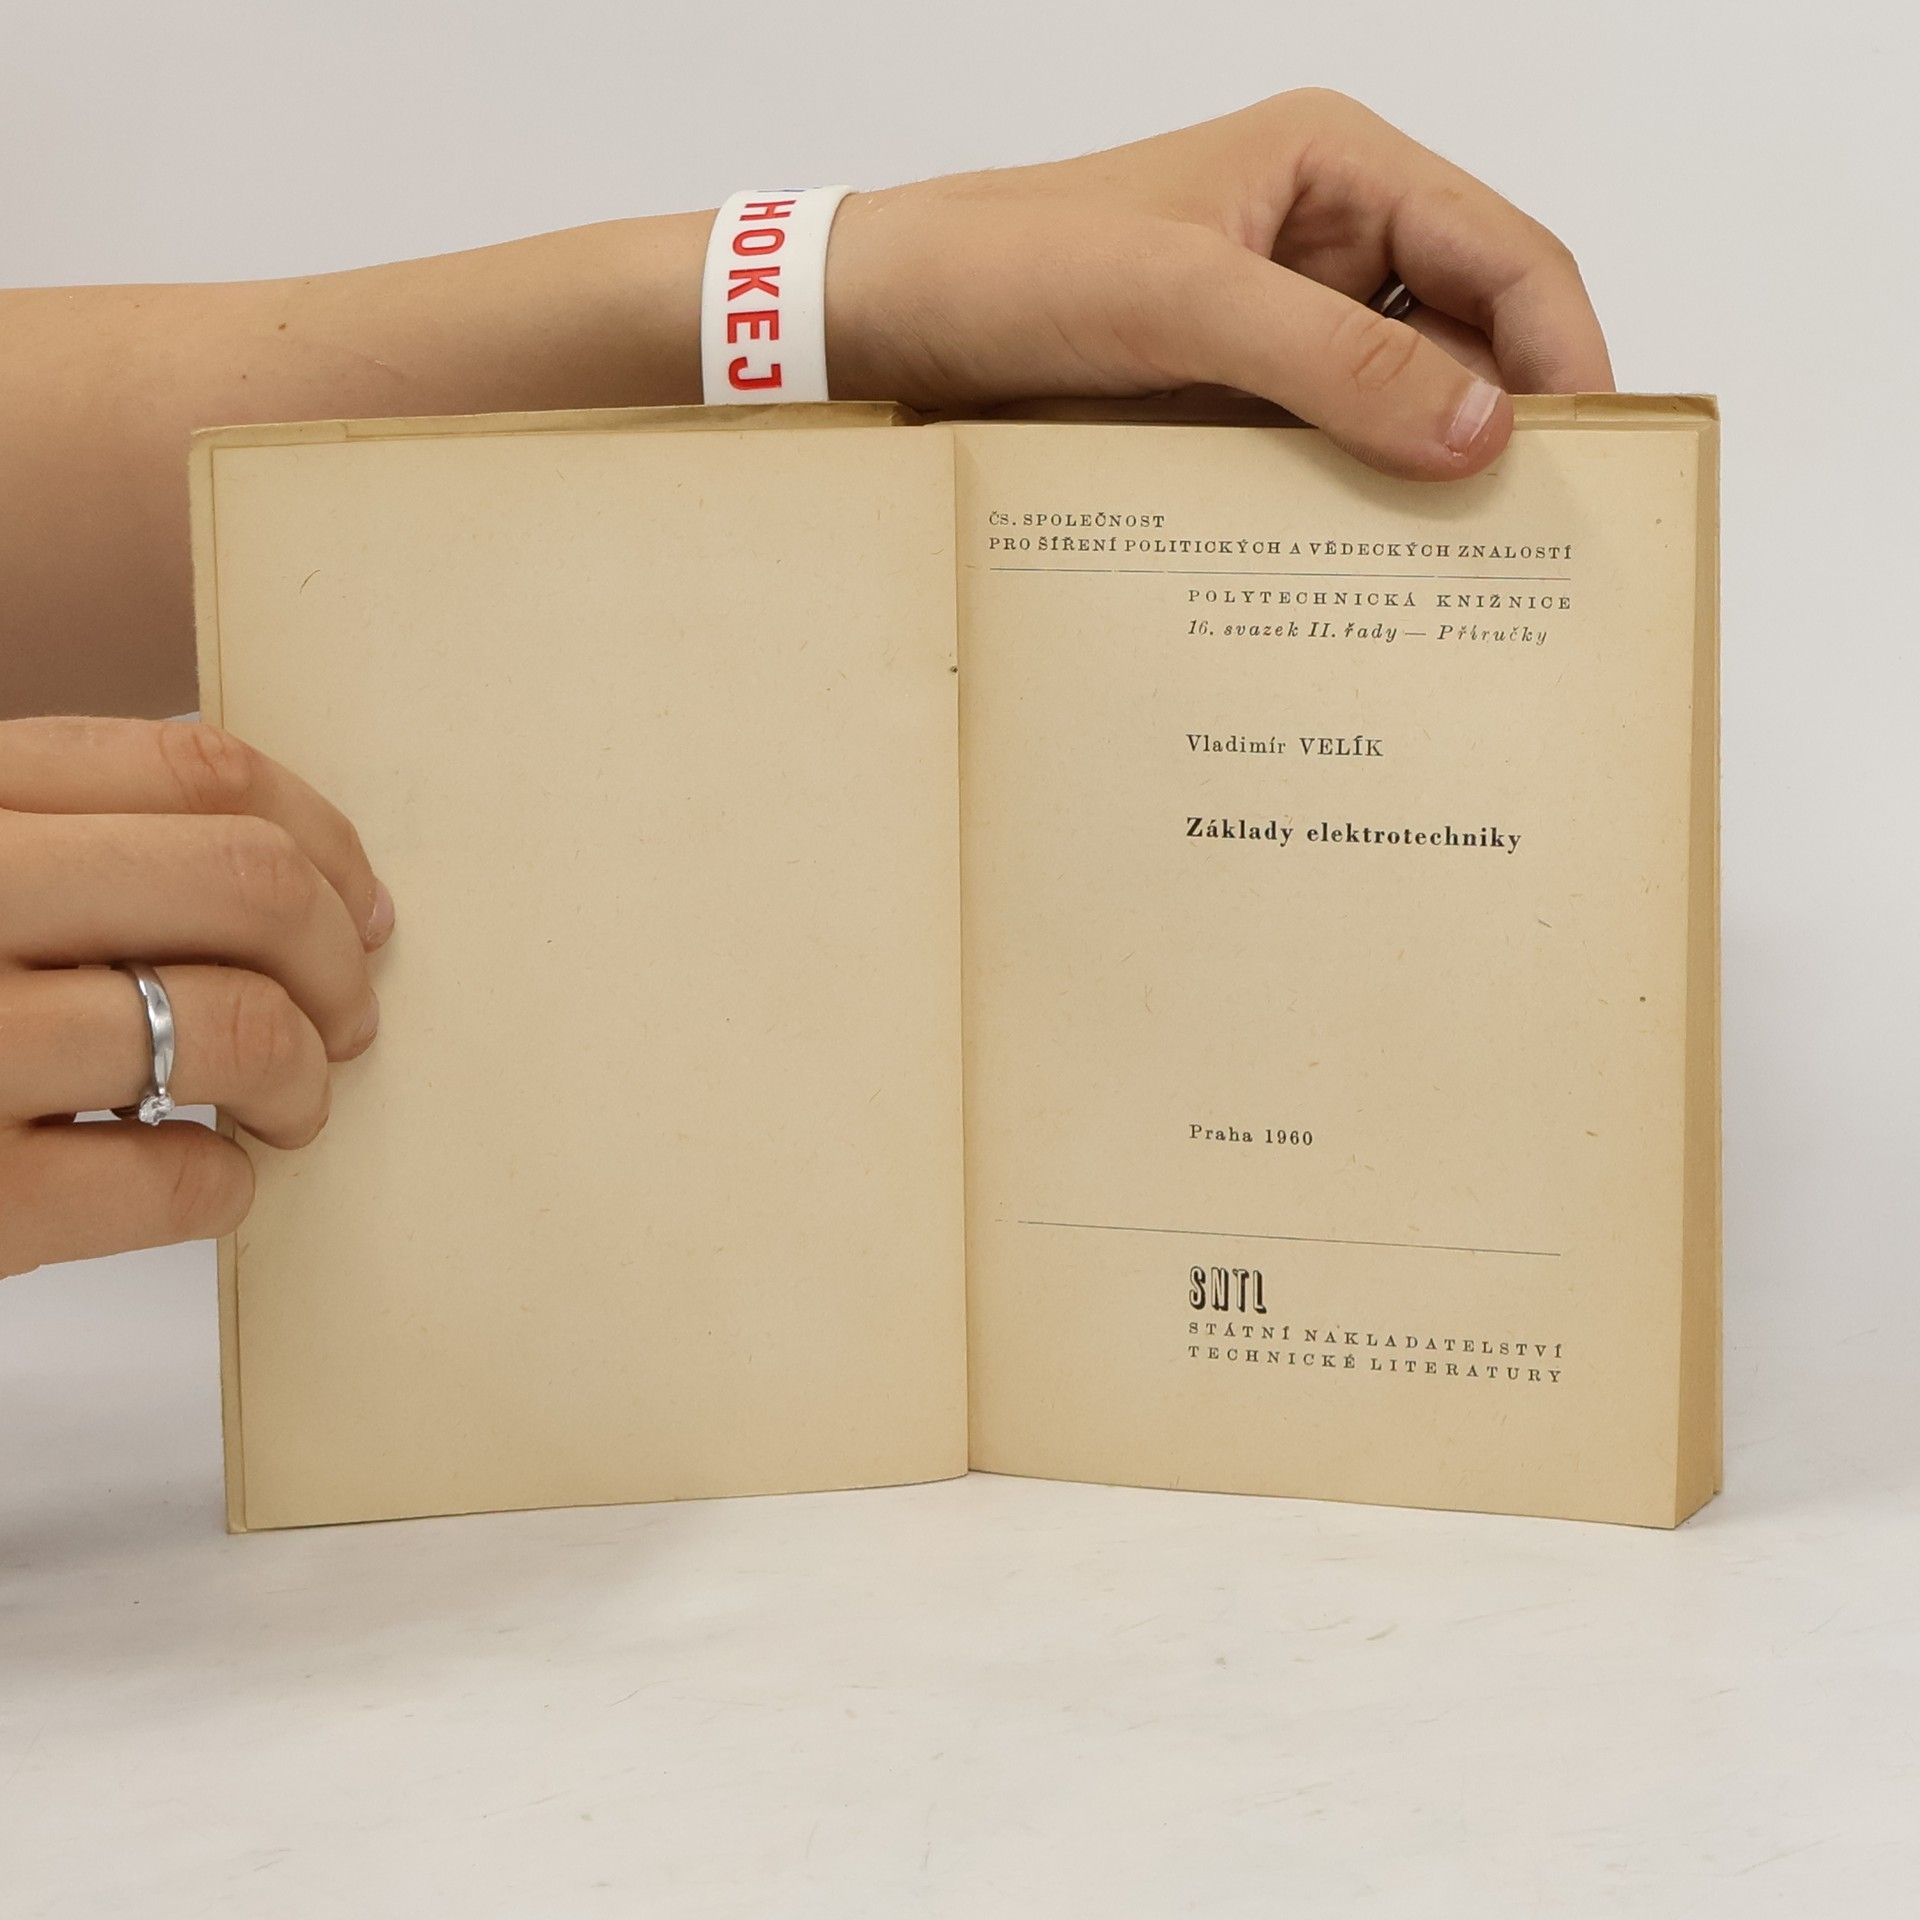 HOKEJ
ČS. SPOLEČNOST
PRO ŠÍŘENÍ POLITICKÝCH A VĚDECKÝCH ZNALOSTÍ
POLYTECHNICKÁ KNIŽNICE
16. svazek II. řady — Příručky
Vladimír VELÍK
Základy elektrotechniky
Praha 1960
SNTL
STÁTNÍ NAKLADATELSTVÍ
TECHNICKÉ LITERATURY